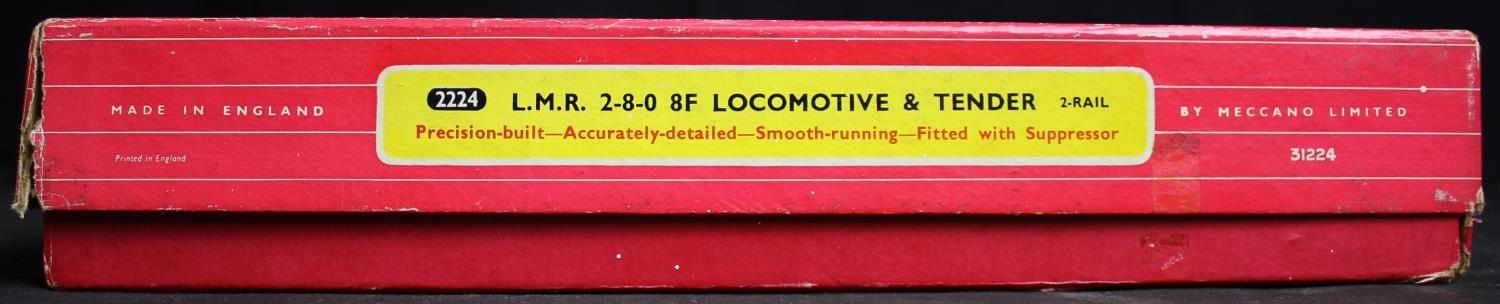 MADE IN ENGLAND
Printed in England
2224 L.M.R. 2-8-0 8F LOCOMOTIVE & TENDER 2-RAIL
Precision-built—Accurately-detailed—Smooth-running—Fitted with Suppressor
BY MECCANO LIMITED
31224